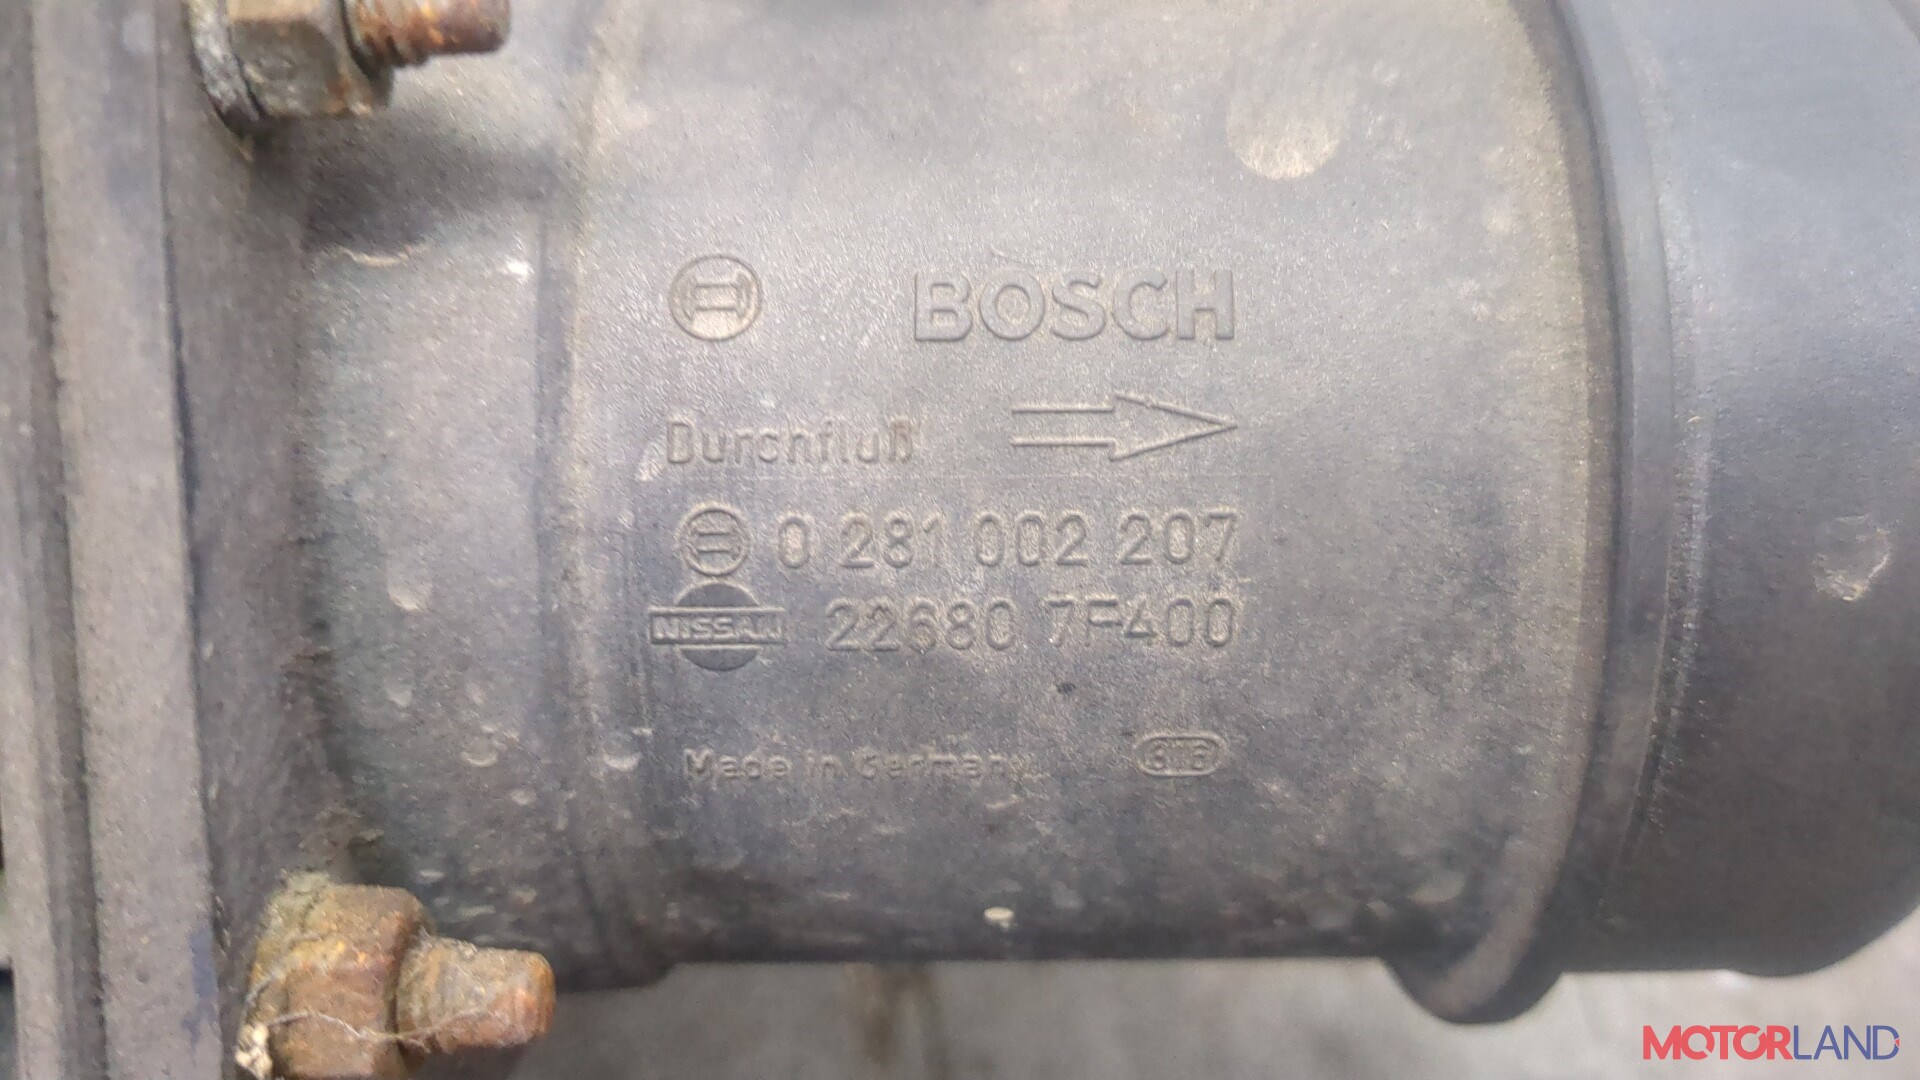 BOSCH
Durchfluß
0 281 002 207
NISSAN 22680 7F400
Made in Germany
MOTORLAND